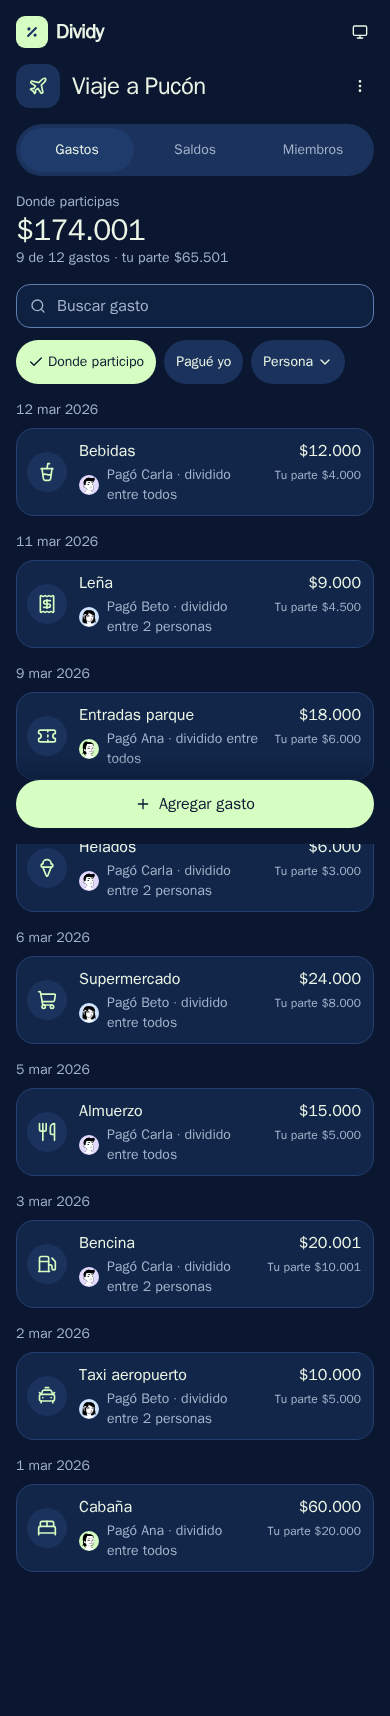 Dividy
Viaje a Pucón
Gastos
Saldos
Miembros
Donde participas
$174.001
9 de 12 gastos · tu parte $65.501
Buscar gasto
Donde participo
Pagué yo
Persona
12 mar 2026
Bebidas
$12.000
Pagó Carla · dividido
entre todos
Tu parte $4.000
11 mar 2026
Leña
$9.000
Pagó Beto · dividido
entre 2 personas
Tu parte $4.500
9 mar 2026
Entradas parque
$18.000
Pagó Ana · dividido entre
todos
Tu parte $6.000
+ Agregar gasto
Helados
$6.000
Pagó Carla · dividido
entre 2 personas
Tu parte $3.000
6 mar 2026
Supermercado
$24.000
Pagó Beto · dividido
entre todos
Tu parte $8.000
5 mar 2026
Almuerzo
$15.000
Pagó Carla · dividido
entre todos
Tu parte $5.000
3 mar 2026
Bencina
$20.001
Pagó Carla · dividido
entre 2 personas
Tu parte $10.001
2 mar 2026
Taxi aeropuerto
$10.000
Pagó Beto · dividido
entre 2 personas
Tu parte $5.000
1 mar 2026
Cabaña
$60.000
Pagó Ana · dividido
entre todos
Tu parte $20.000